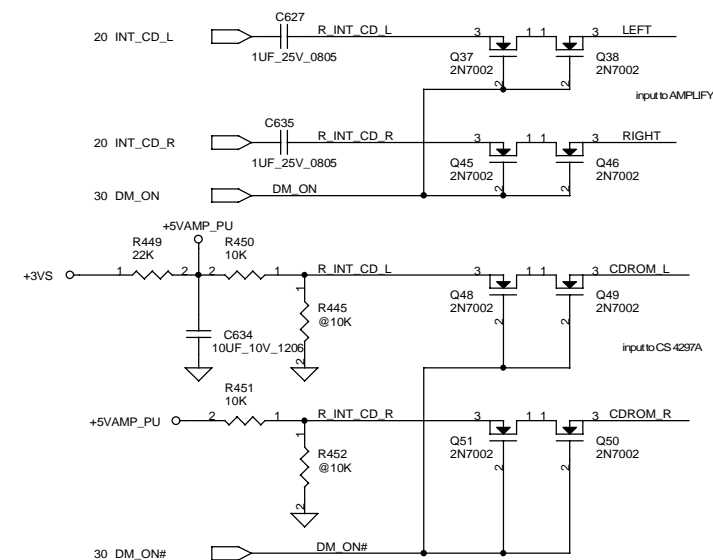 C627
20 INT_CD_L R_INT_CD_L 3 1 1 3 LEFT
1UF_25V_0805
Q37
2N7002
Q38
2N7002
2 2
input to AMPLIFY
C635
20 INT_CD_R R_INT_CD_R 3 1 1 3 RIGHT
1UF_25V_0805
Q45
2N7002
Q46
2N7002
2 2
30 DM_ON DM_ON
+5VAMP_PU
R449
22K
R450
10K
+3VS 1 2 2 1 R_INT_CD_L 3 1 1 3 CDROM_L
1
R445
@10K
2
Q48
2N7002
Q49
2N7002
2 2
C634
10UF_10V_1206
input to CS4297A
R451
10K
+5VAMP_PU 2 1 R_INT_CD_R 3 1 1 3 CDROM_R
1
R452
@10K
2
Q51
2N7002
Q50
2N7002
2 2
30 DM_ON# DM_ON#